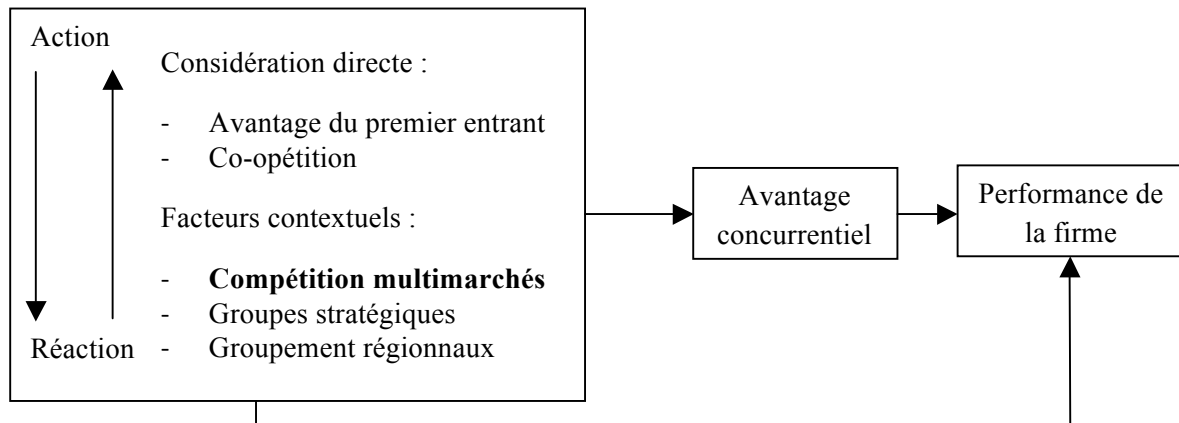 Action
Considération directe :
- Avantage du premier entrant
- Co-opétition
Facteurs contextuels :
- Compétition multimarchés
- Groupes stratégiques
Réaction - Groupement régionnaux
Avantage
concurrentiel
Performance de
la firme